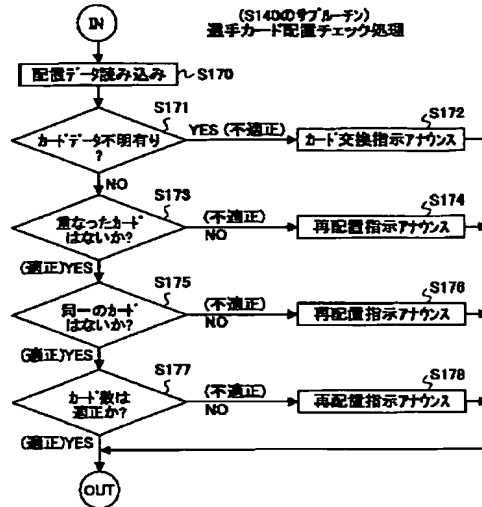 (S140のサブルーチン)
選手カード配置チェック処理
IN
配置データ読み込み
S170
S171
カードデータ不明有り
?
YES (不適正)
S172
カード交換指示アナウンス
NO
S173
重なったカード
はないか?
(不適正)
NO
S174
再配置指示アナウンス
(適正)YES
S175
同一のカード
はないか?
(不適正)
NO
S176
再配置指示アナウンス
(適正)YES
S177
カード数は
適正か?
(不適正)
NO
S178
再配置指示アナウンス
(適正)YES
OUT